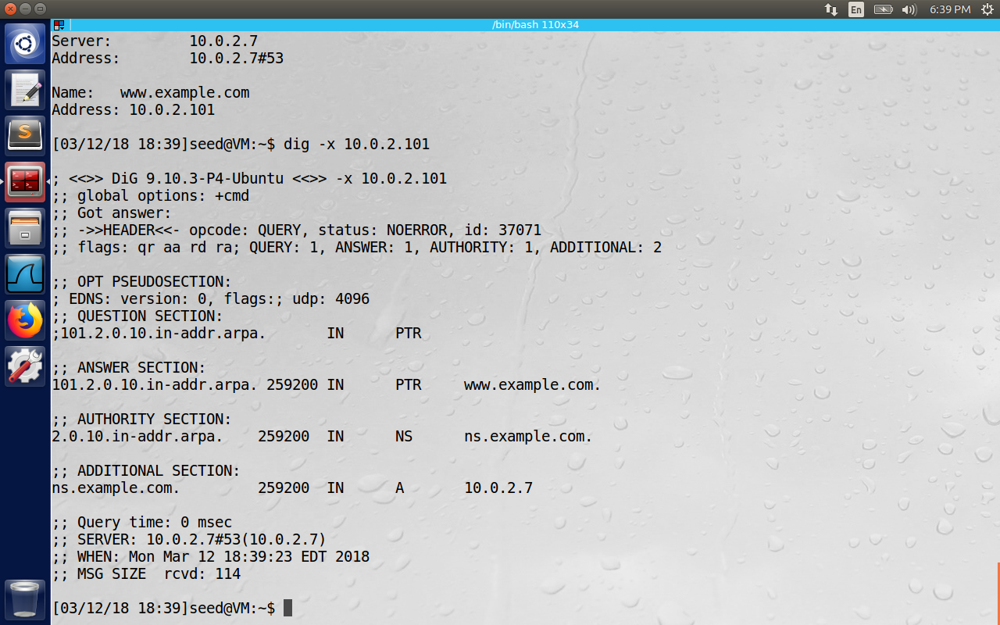 En 6:39 PM
/bin/bash 110x34
Server:         10.0.2.7
Address:        10.0.2.7#53
Name:   www.example.com
Address: 10.0.2.101
[03/12/18 18:39]seed@VM:~$ dig -x 10.0.2.101
; <<>> DiG 9.10.3-P4-Ubuntu <<>> -x 10.0.2.101
;; global options: +cmd
;; Got answer:
;; ->>HEADER<<- opcode: QUERY, status: NOERROR, id: 37071
;; flags: qr aa rd ra; QUERY: 1, ANSWER: 1, AUTHORITY: 1, ADDITIONAL: 2
;; OPT PSEUDOSECTION:
; EDNS: version: 0, flags:; udp: 4096
;; QUESTION SECTION:
;101.2.0.10.in-addr.arpa.       IN      PTR
;; ANSWER SECTION:
101.2.0.10.in-addr.arpa. 259200 IN      PTR     www.example.com.
;; AUTHORITY SECTION:
2.0.10.in-addr.arpa.    259200  IN      NS      ns.example.com.
;; ADDITIONAL SECTION:
ns.example.com.         259200  IN      A       10.0.2.7
;; Query time: 0 msec
;; SERVER: 10.0.2.7#53(10.0.2.7)
;; WHEN: Mon Mar 12 18:39:23 EDT 2018
;; MSG SIZE  rcvd: 114
[03/12/18 18:39]seed@VM:~$